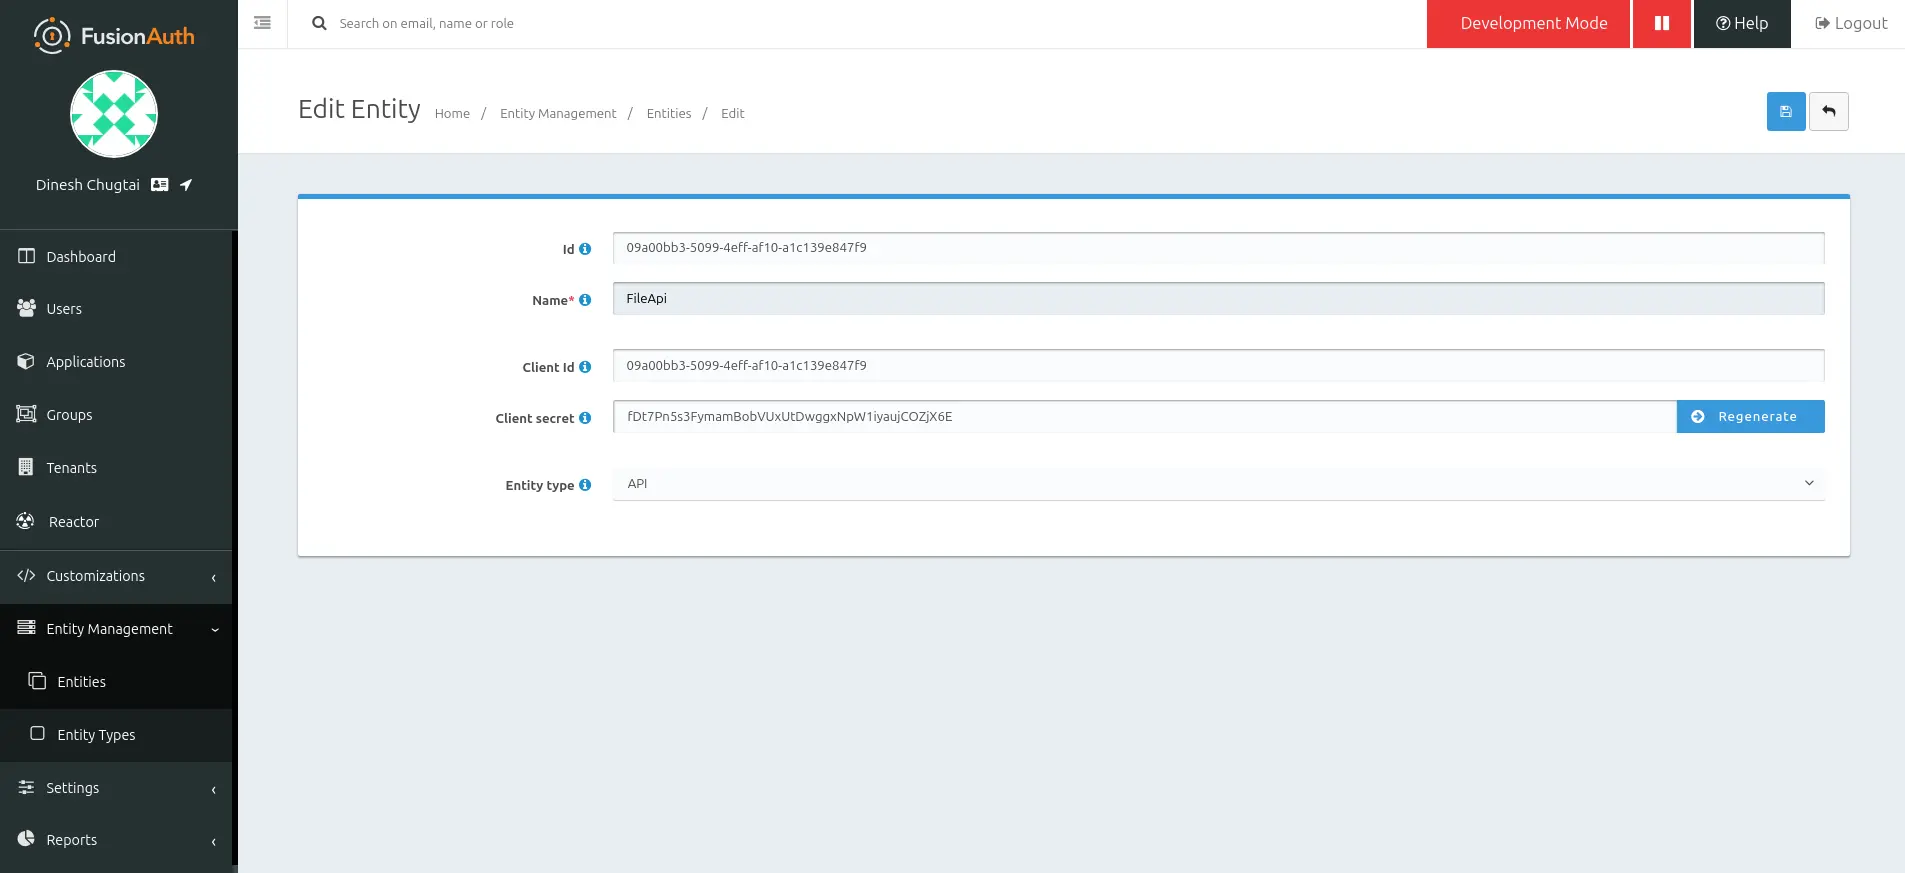 FusionAuth
Search on email, name or role
Development Mode
Help
Logout
Edit Entity
Home / Entity Management / Entities / Edit
Dinesh Chugtai
Dashboard
Users
Applications
Groups
Tenants
Reactor
Customizations
Entity Management
Entities
Entity Types
Settings
Reports
Id 09a00bb3-5099-4eff-af10-a1c139e847f9
Name* FileApi
Client Id 09a00bb3-5099-4eff-af10-a1c139e847f9
Client secret fDt7Pn5s3FymamBobVUxUtDwggxNpW1iyaujCOZjX6E Regenerate
Entity type API